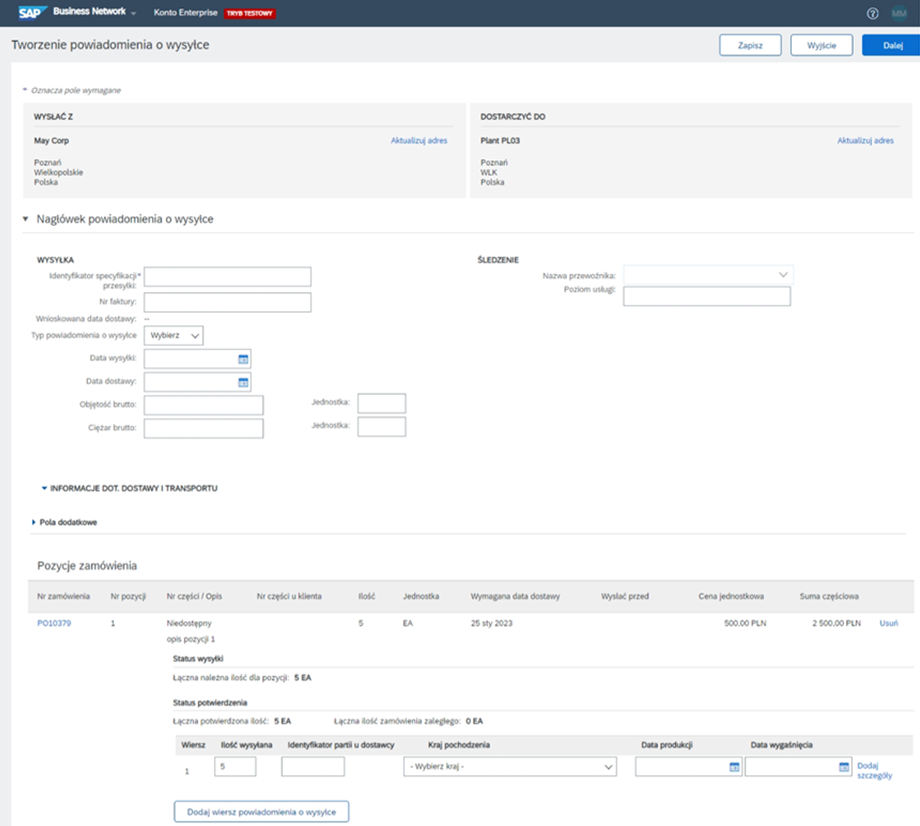 SAP Business Network Konto Enterprise TRYB TESTOWY ? MM
Tworzenie powiadomienia o wysyłce Zapisz Wyjście Dalej
* Oznacza pole wymagane
WYSŁAĆ Z DOSTARCZYĆ DO
May Corp Aktualizuj adres Plant PL03 Aktualizuj adres
Poznań Poznań
Wielkopolskie WLK
Polska Polska
Nagłówek powiadomienia o wysyłce
WYSYŁKA ŚLEDZENIE
Identyfikator specyfikacji* Nazwa przewoźnika:
przesyłki:
Poziom usługi:
Nr faktury:
Wnioskowana data dostawy: --
Typ powiadomienia o wysyłce Wybierz
Data wysyłki:
Data dostawy:
Objętość brutto: Jednostka:
Ciężar brutto: Jednostka:
INFORMACJE DOT. DOSTAWY I TRANSPORTU
Pola dodatkowe
Pozycje zamówienia
Nr zamówienia Nr pozycji Nr części / Opis Nr części u klienta Ilość Jednostka Wymagana data dostawy Wysłać przed Cena jednostkowa Suma częściowa
PO10379 1 Niedostępny 5 EA 25 sty 2023 500,00 PLN 2 500,00 PLN Usuń
opis pozycji 1
Status wysyłki
Łączna należna ilość dla pozycji: 5 EA
Status potwierdzenia
Łączna potwierdzona ilość: 5 EA Łączna ilość zamówienia zaległego: 0 EA
Wiersz Ilość wysyłana Identyfikator partii u dostawcy Kraj pochodzenia Data produkcji Data wygaśnięcia
1 5 - Wybierz kraj - Dodaj
szczegóły
Dodaj wiersz powiadomienia o wysyłce